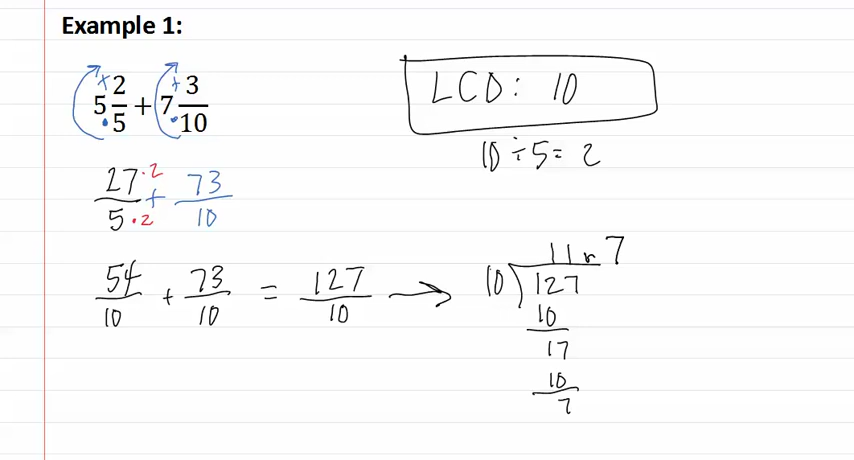 Example 1:
5 2/5 + 7 3/10
LCD: 10
10 ÷ 5 = 2
27·2/5·2 + 73/10
54/10 + 73/10 = 127/10 →
11 r 7
10 ) 127
10
17
10
7